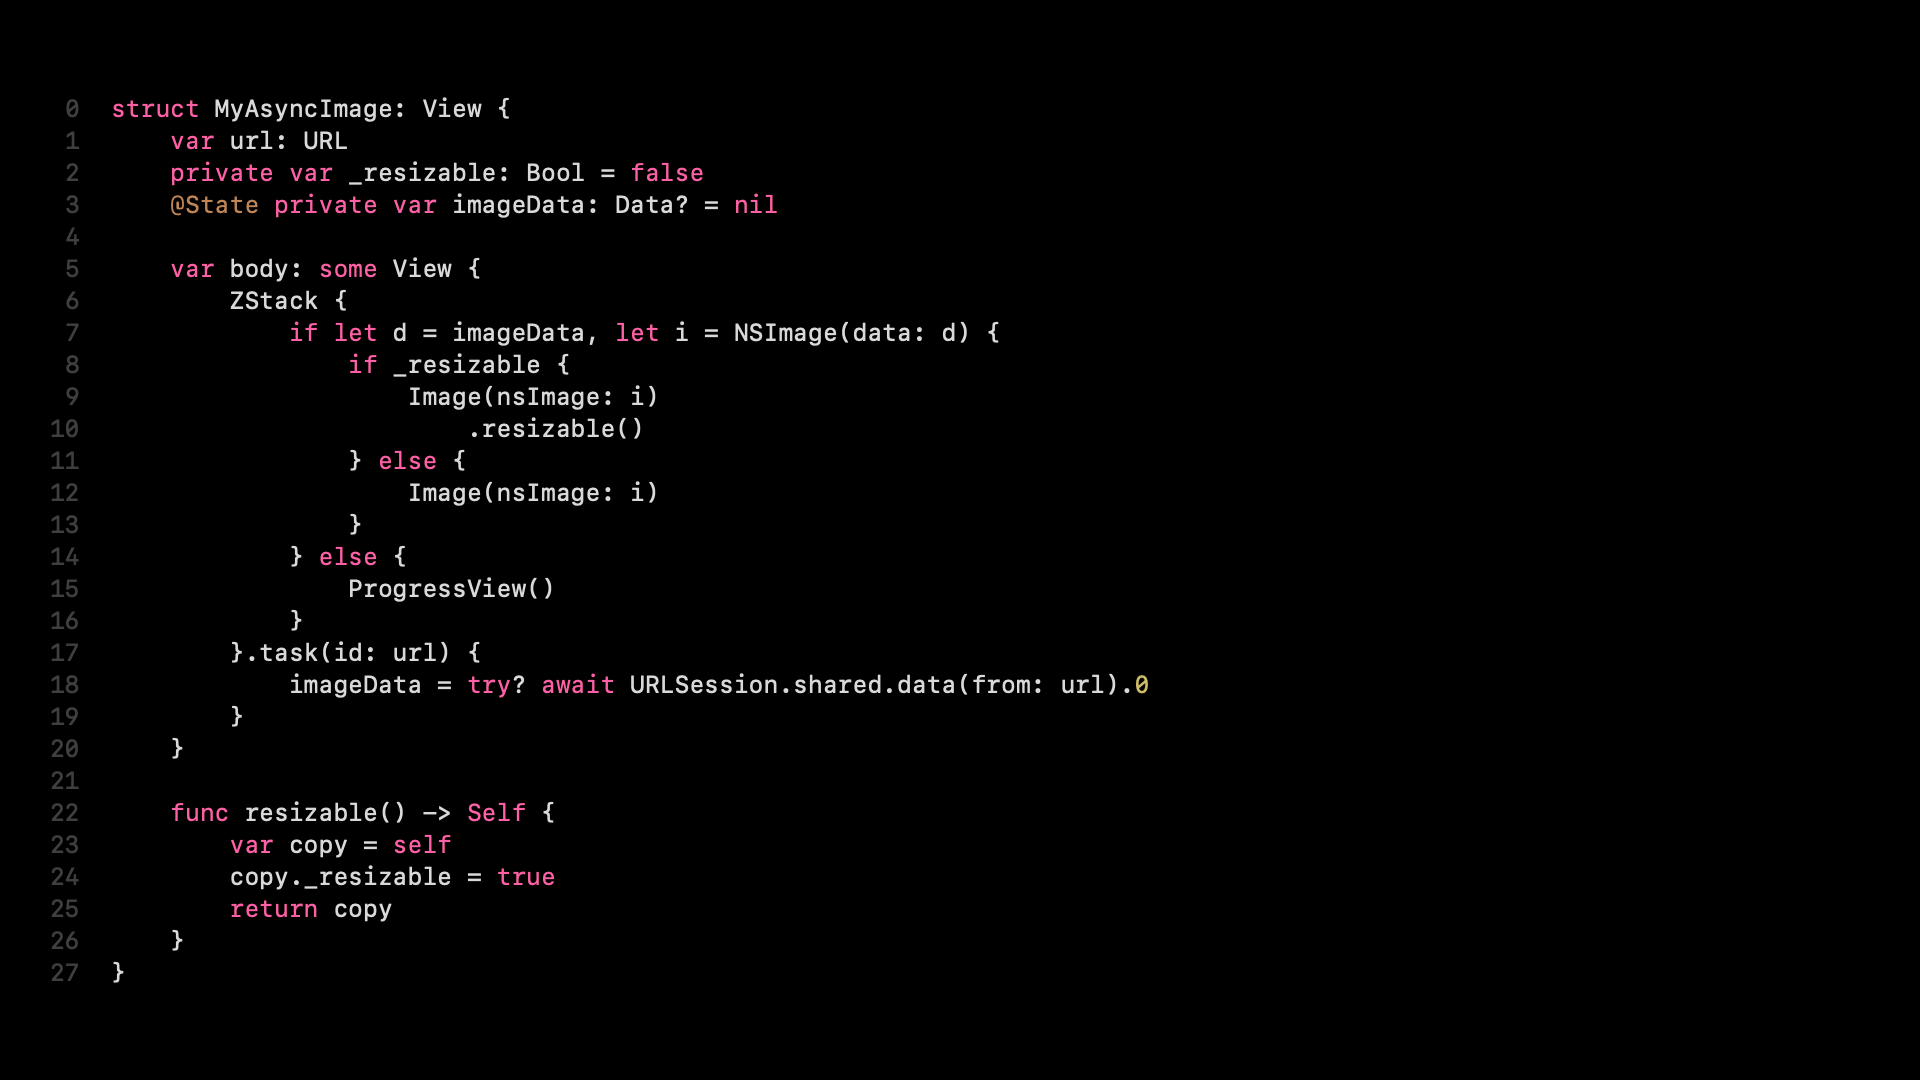 0 struct MyAsyncImage: View {
1     var url: URL
2     private var _resizable: Bool = false
3     @State private var imageData: Data? = nil
4
5     var body: some View {
6         ZStack {
7             if let d = imageData, let i = NSImage(data: d) {
8                 if _resizable {
9                     Image(nsImage: i)
10                         .resizable()
11                 } else {
12                     Image(nsImage: i)
13                 }
14             } else {
15                 ProgressView()
16             }
17         }.task(id: url) {
18             imageData = try? await URLSession.shared.data(from: url).0
19         }
20     }
21
22     func resizable() -> Self {
23         var copy = self
24         copy._resizable = true
25         return copy
26     }
27 }